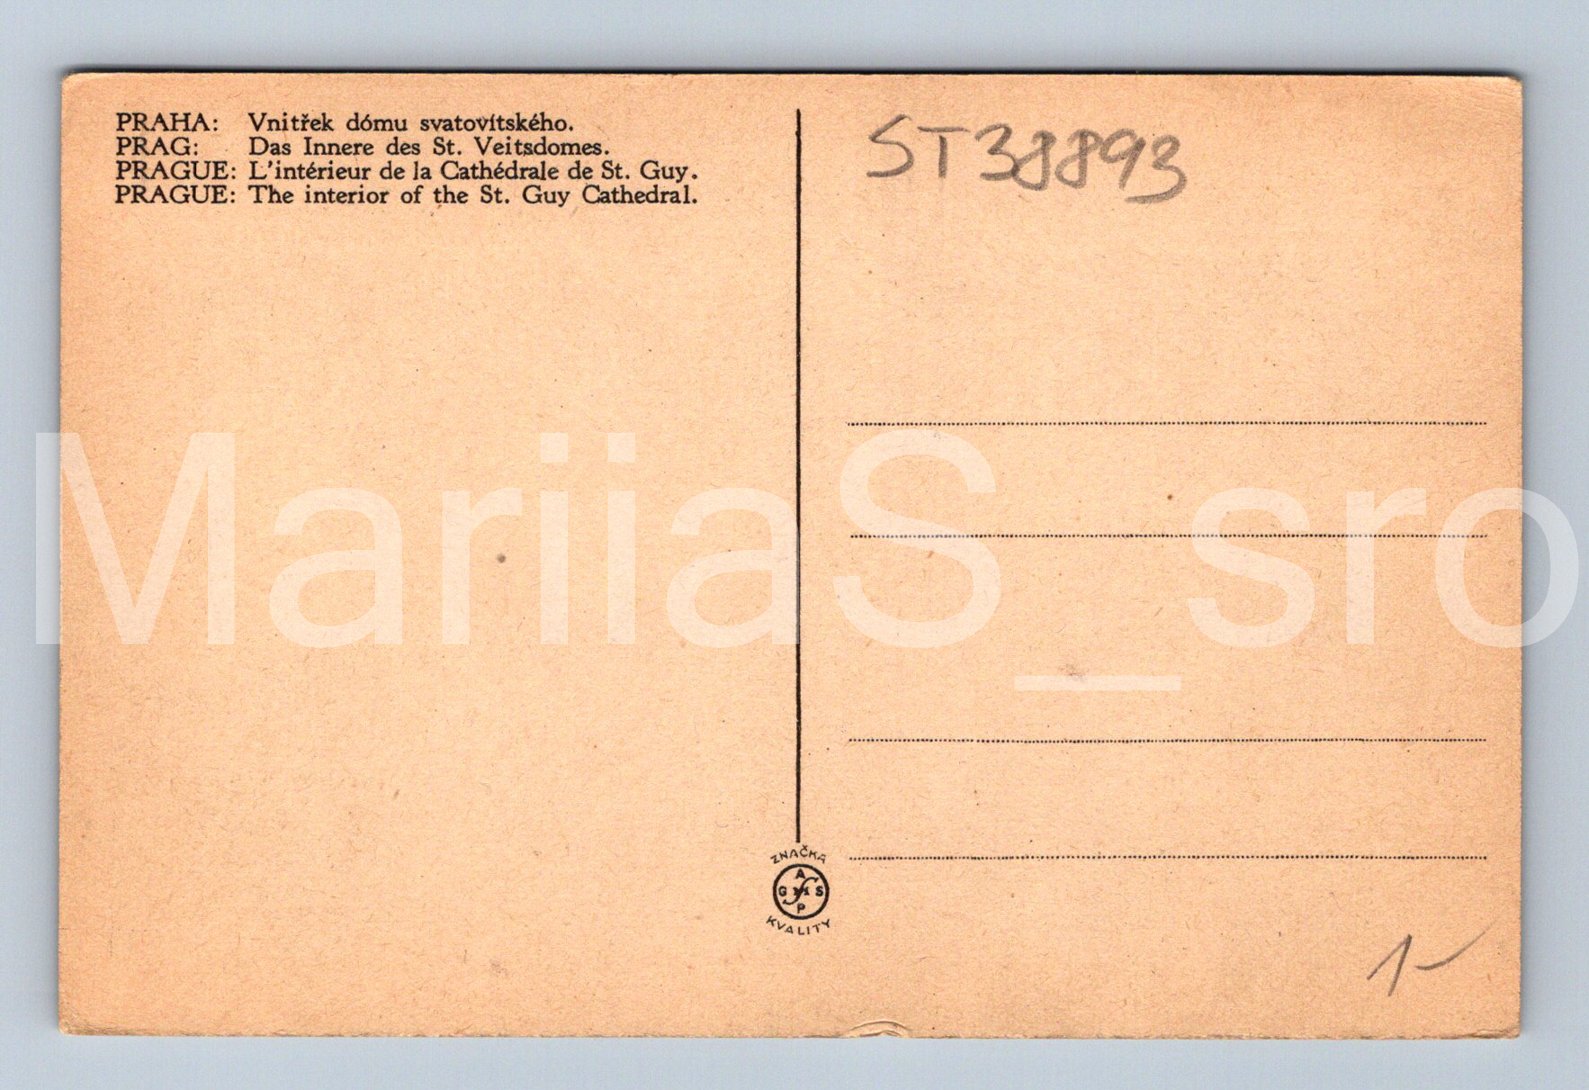 PRAHA: Vnitřek dómu svatovítského.
PRAG: Das Innere des St. Veitsdomes.
PRAGUE: L'intérieur de la Cathédrale de St. Guy.
PRAGUE: The interior of the St. Guy Cathedral.
ST38893
MariiaS_sro
ZNAČKA
A
G S
P
KVALITY
1-